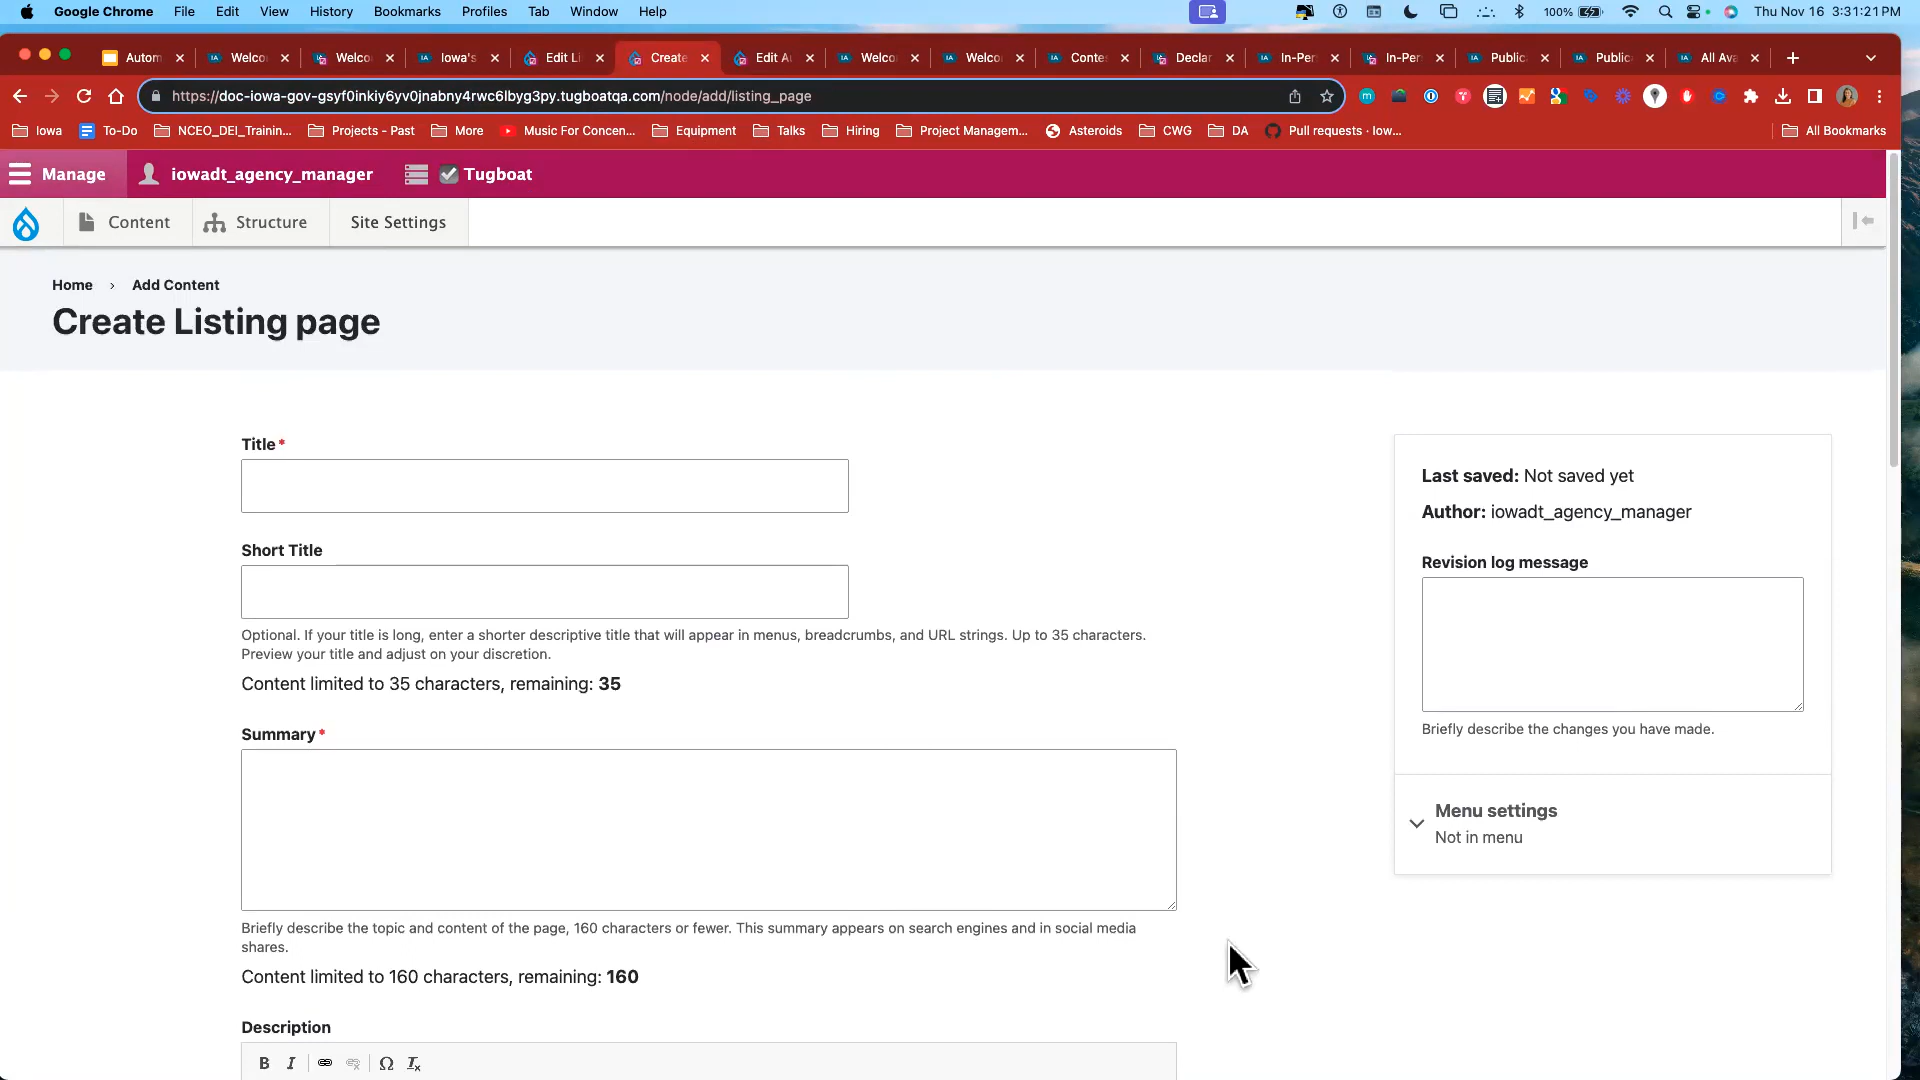 Google Chrome File Edit View History Bookmarks Profiles Tab Window Help 100% Thu Nov 16 3:31:21 PM
Autom Welco Welco Iowa's Edit Li Create Edit Au Welco Welco Conte Declar In-Per In-Per Public Public All Ava
https://doc-iowa-gov-gsyf0inkiy6yv0jnabny4rwc6lbyg3py.tugboatqa.com/node/add/listing_page
Iowa To-Do NCEO_DEI_Trainin... Projects - Past More Music For Concen... Equipment Talks Hiring Project Managem... Asteroids CWG DA Pull requests · Iow... All Bookmarks
Manage iowadt_agency_manager Tugboat
Content Structure Site Settings
Home › Add Content
Create Listing page
Title*
Short Title
Optional. If your title is long, enter a shorter descriptive title that will appear in menus, breadcrumbs, and URL strings. Up to 35 characters.
Preview your title and adjust on your discretion.
Content limited to 35 characters, remaining: 35
Summary*
Briefly describe the topic and content of the page, 160 characters or fewer. This summary appears on search engines and in social media
shares.
Content limited to 160 characters, remaining: 160
Description
B I Ω Tx
Last saved: Not saved yet
Author: iowadt_agency_manager
Revision log message
Briefly describe the changes you have made.
Menu settings
Not in menu